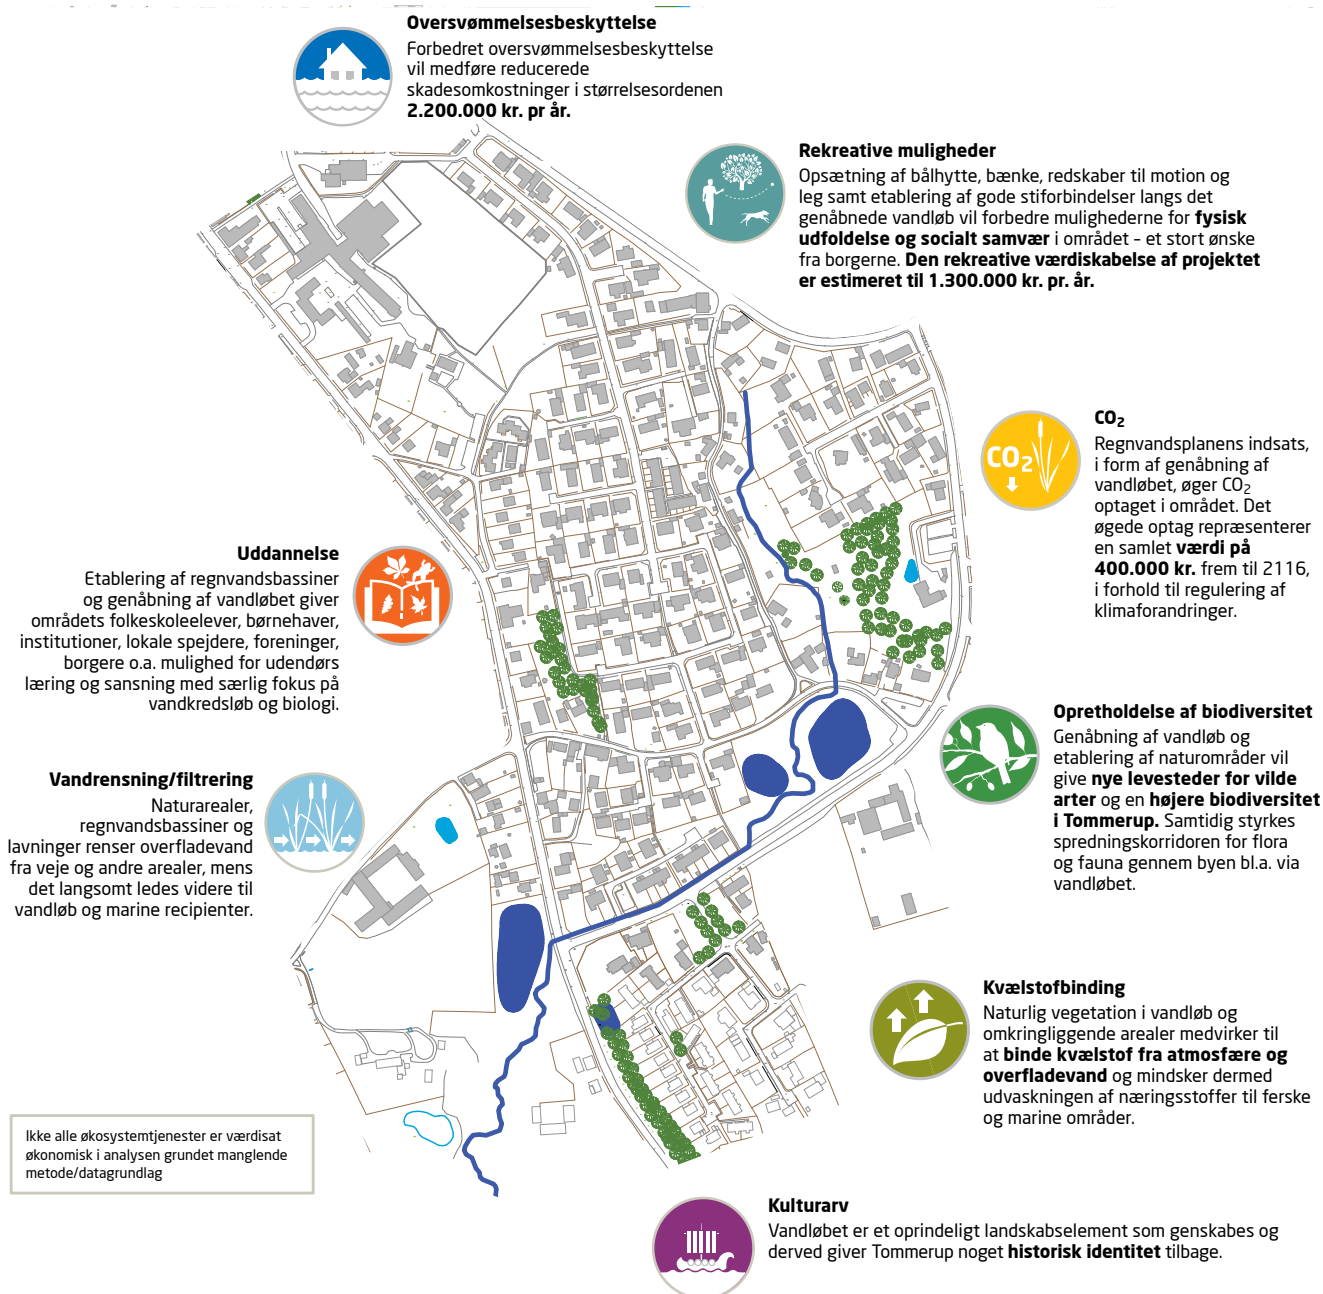 Oversvømmelsesbeskyttelse
Forbedret oversvømmelsesbeskyttelse
vil medføre reducerede
skadesomkostninger i størrelsesordenen
2.200.000 kr. pr år.
Rekreative muligheder
Opsætning af bålhytte, bænke, redskaber til motion og
leg samt etablering af gode stiforbindelser langs det
genåbnede vandløb vil forbedre mulighederne for fysisk
udfoldelse og socialt samvær i området – et stort ønske
fra borgerne. Den rekreative værdiskabelse af projektet
er estimeret til 1.300.000 kr. pr. år.
CO2
CO2
Regnvandsplanens indsats,
i form af genåbning af
vandløbet, øger CO2
optaget i området. Det
øgede optag repræsenterer
en samlet værdi på
400.000 kr. frem til 2116,
i forhold til regulering af
klimaforandringer.
Uddannelse
Etablering af regnvandsbassiner
og genåbning af vandløbet giver
områdets folkeskoleelever, børnehaver,
institutioner, lokale spejdere, foreninger,
borgere o.a. mulighed for udendørs
læring og sansning med særlig fokus på
vandkredsløb og biologi.
Opretholdelse af biodiversitet
Genåbning af vandløb og
etablering af naturområder vil
give nye levesteder for vilde
arter og en højere biodiversitet
i Tommerup. Samtidig styrkes
spredningskorridoren for flora
og fauna gennem byen bl.a. via
vandløbet.
Vandrensning/filtrering
Naturarealer,
regnvandsbassiner og
lavninger renser overfladevand
fra veje og andre arealer, mens
det langsomt ledes videre til
vandløb og marine recipienter.
Kvælstofbinding
Naturlig vegetation i vandløb og
omkringliggende arealer medvirker til
at binde kvælstof fra atmosfære og
overfladevand og mindsker dermed
udvaskningen af næringsstoffer til ferske
og marine områder.
Ikke alle økosystemtjenester er værdisat
økonomisk i analysen grundet manglende
metode/datagrundlag
Kulturarv
Vandløbet er et oprindeligt landskabselement som genskabes og
derved giver Tommerup noget historisk identitet tilbage.